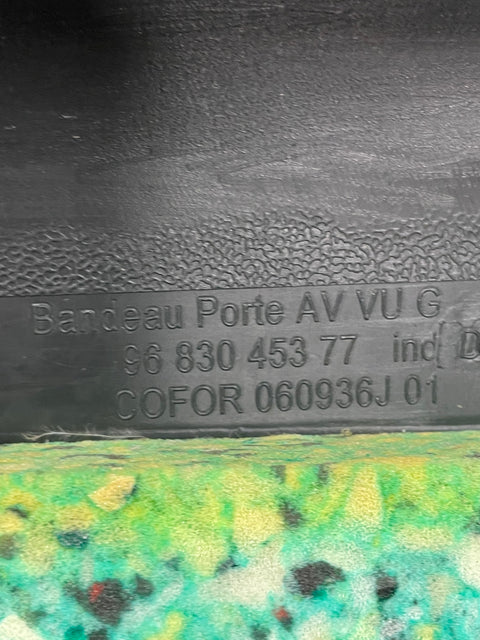 Bandeau Porte AV VU G
96 830 453 77 ind D
COFOR 060936J 01